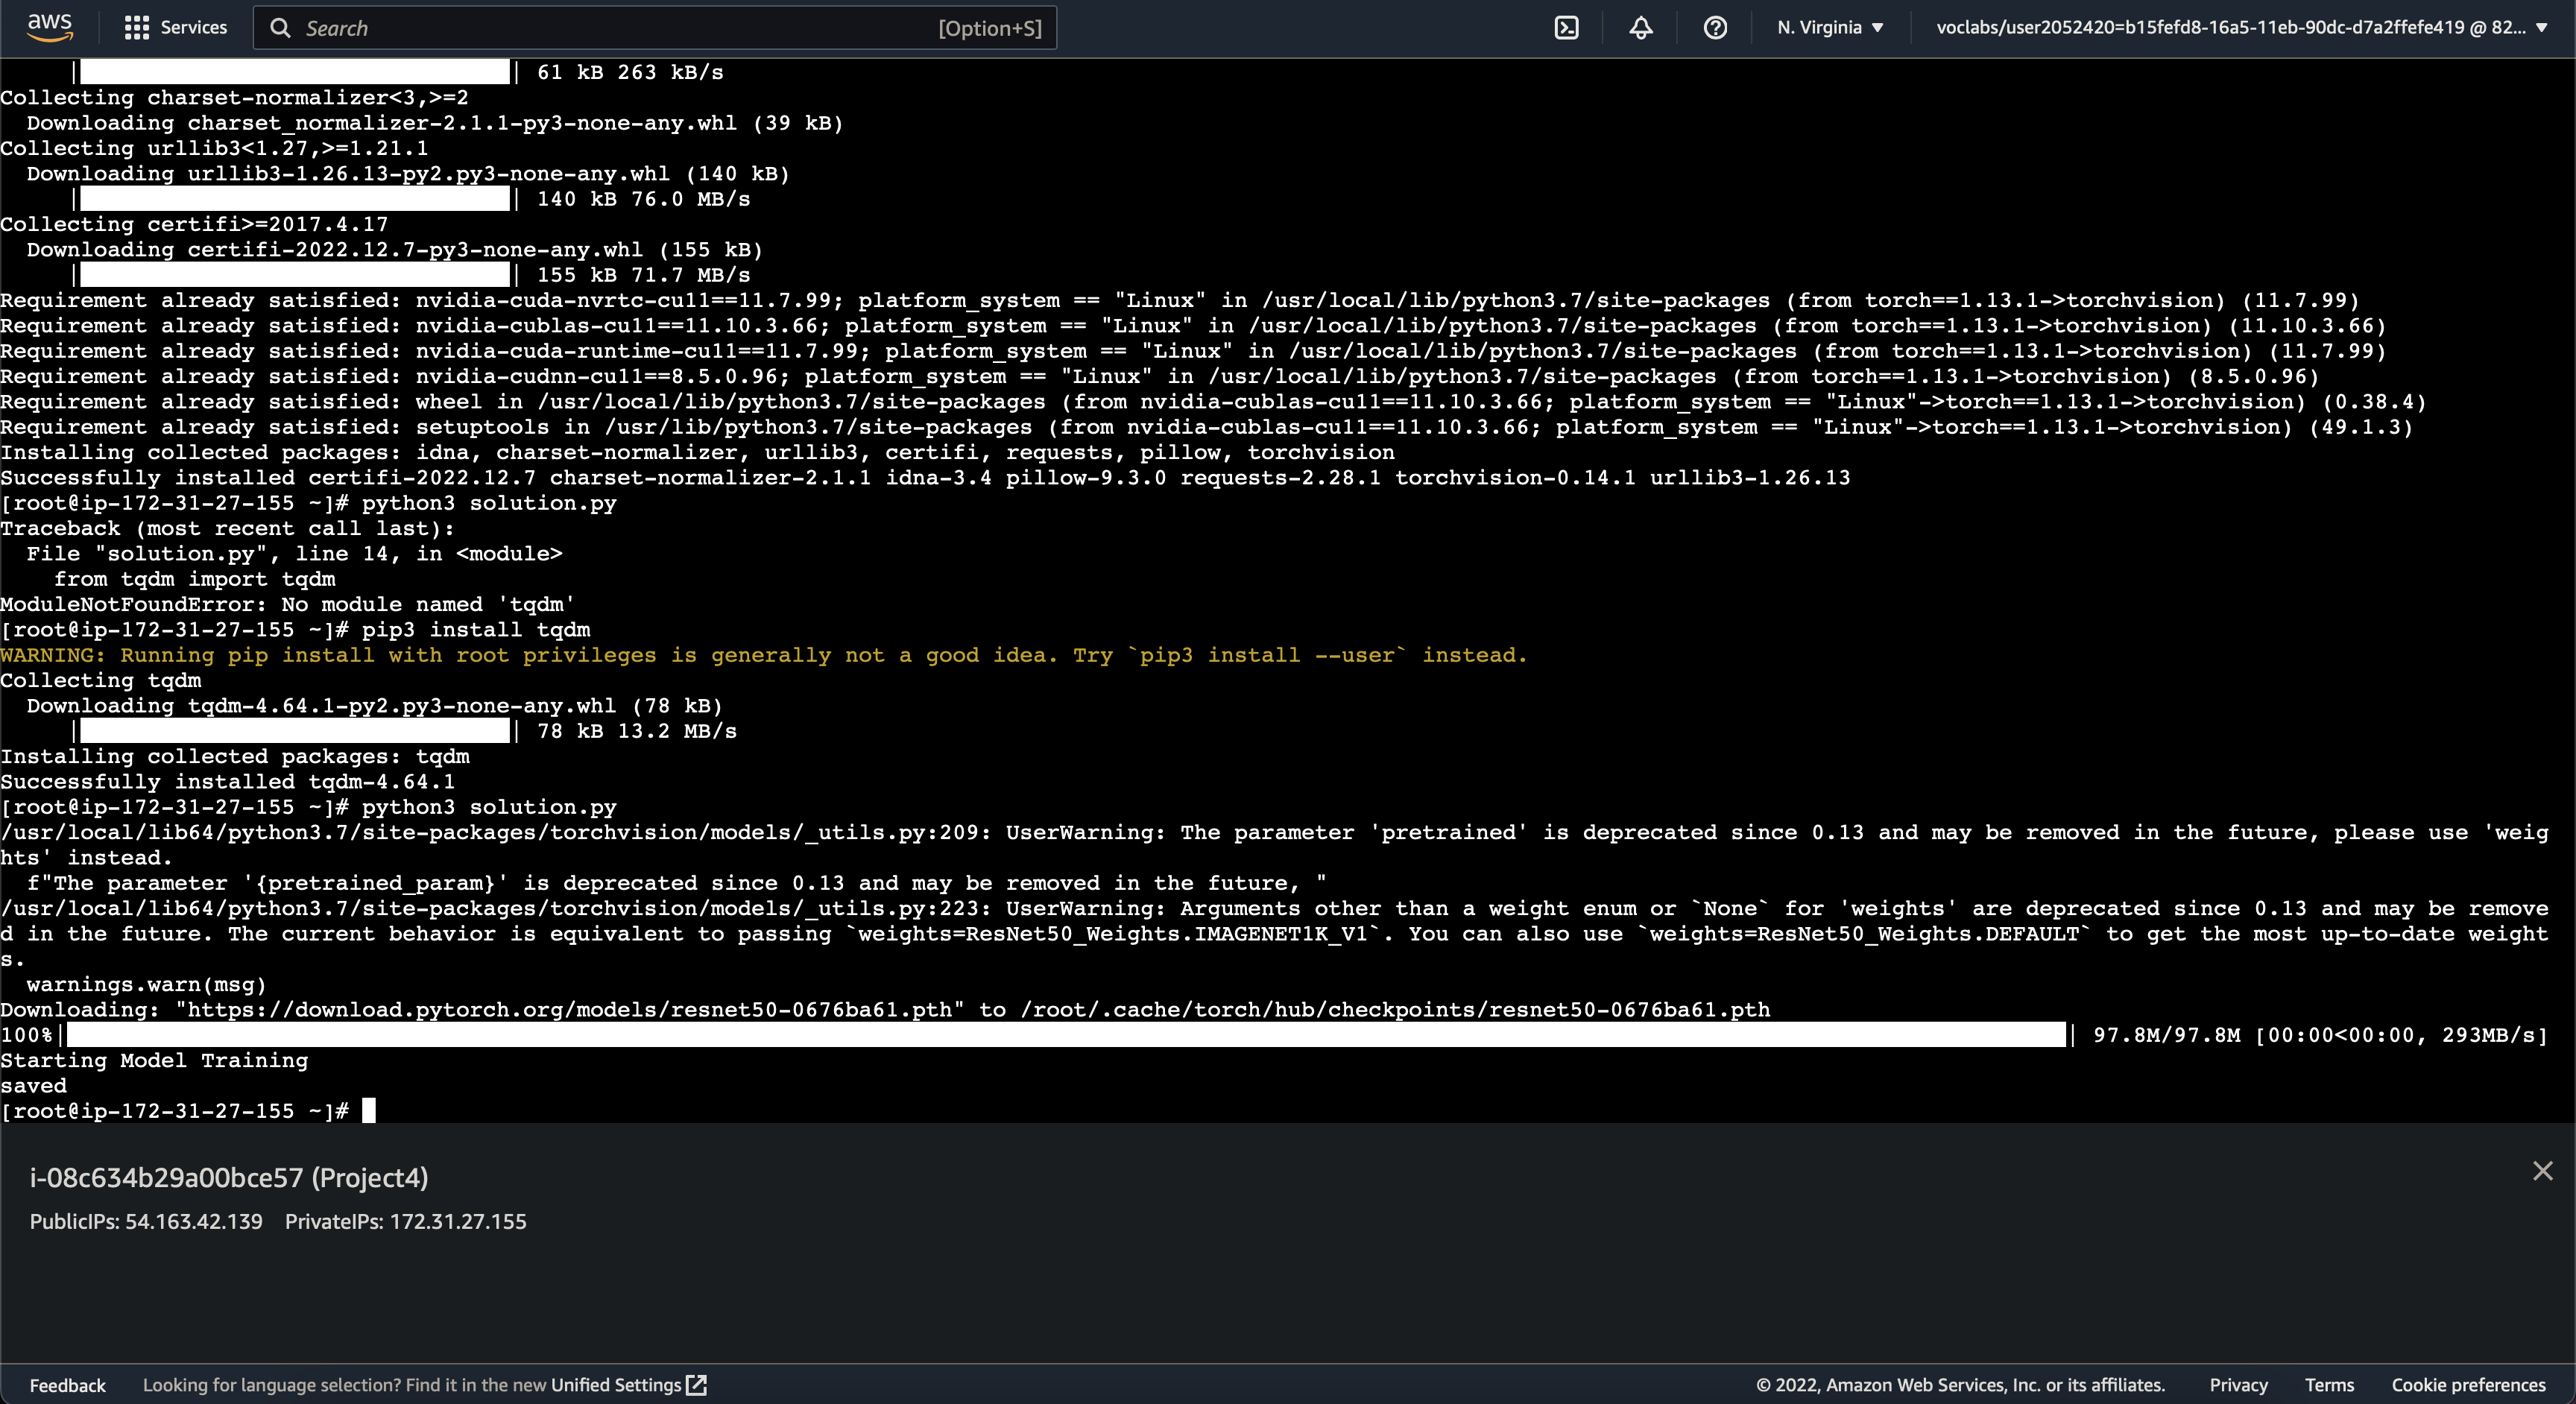 aws
Services
Search [Option+S]
N. Virginia
voclabs/user2052420=b15fefd8-16a5-11eb-90dc-d7a2ffefe419 @ 82...
| | 61 kB 263 kB/s
Collecting charset-normalizer<3,>=2
  Downloading charset_normalizer-2.1.1-py3-none-any.whl (39 kB)
Collecting urllib3<1.27,>=1.21.1
  Downloading urllib3-1.26.13-py2.py3-none-any.whl (140 kB)
| | 140 kB 76.0 MB/s
Collecting certifi>=2017.4.17
  Downloading certifi-2022.12.7-py3-none-any.whl (155 kB)
| | 155 kB 71.7 MB/s
Requirement already satisfied: nvidia-cuda-nvrtc-cu11==11.7.99; platform_system == "Linux" in /usr/local/lib/python3.7/site-packages (from torch==1.13.1->torchvision) (11.7.99)
Requirement already satisfied: nvidia-cublas-cu11==11.10.3.66; platform_system == "Linux" in /usr/local/lib/python3.7/site-packages (from torch==1.13.1->torchvision) (11.10.3.66)
Requirement already satisfied: nvidia-cuda-runtime-cu11==11.7.99; platform_system == "Linux" in /usr/local/lib/python3.7/site-packages (from torch==1.13.1->torchvision) (11.7.99)
Requirement already satisfied: nvidia-cudnn-cu11==8.5.0.96; platform_system == "Linux" in /usr/local/lib/python3.7/site-packages (from torch==1.13.1->torchvision) (8.5.0.96)
Requirement already satisfied: wheel in /usr/local/lib/python3.7/site-packages (from nvidia-cublas-cu11==11.10.3.66; platform_system == "Linux"->torch==1.13.1->torchvision) (0.38.4)
Requirement already satisfied: setuptools in /usr/lib/python3.7/site-packages (from nvidia-cublas-cu11==11.10.3.66; platform_system == "Linux"->torch==1.13.1->torchvision) (49.1.3)
Installing collected packages: idna, charset-normalizer, urllib3, certifi, requests, pillow, torchvision
Successfully installed certifi-2022.12.7 charset-normalizer-2.1.1 idna-3.4 pillow-9.3.0 requests-2.28.1 torchvision-0.14.1 urllib3-1.26.13
[root@ip-172-31-27-155 ~]# python3 solution.py
Traceback (most recent call last):
  File "solution.py", line 14, in <module>
    from tqdm import tqdm
ModuleNotFoundError: No module named 'tqdm'
[root@ip-172-31-27-155 ~]# pip3 install tqdm
WARNING: Running pip install with root privileges is generally not a good idea. Try `pip3 install --user` instead.
Collecting tqdm
  Downloading tqdm-4.64.1-py2.py3-none-any.whl (78 kB)
| | 78 kB 13.2 MB/s
Installing collected packages: tqdm
Successfully installed tqdm-4.64.1
[root@ip-172-31-27-155 ~]# python3 solution.py
/usr/local/lib64/python3.7/site-packages/torchvision/models/_utils.py:209: UserWarning: The parameter 'pretrained' is deprecated since 0.13 and may be removed in the future, please use 'weig
hts' instead.
  f"The parameter '{pretrained_param}' is deprecated since 0.13 and may be removed in the future, "
/usr/local/lib64/python3.7/site-packages/torchvision/models/_utils.py:223: UserWarning: Arguments other than a weight enum or `None` for 'weights' are deprecated since 0.13 and may be remove
d in the future. The current behavior is equivalent to passing `weights=ResNet50_Weights.IMAGENET1K_V1`. You can also use `weights=ResNet50_Weights.DEFAULT` to get the most up-to-date weight
s.
  warnings.warn(msg)
Downloading: "https://download.pytorch.org/models/resnet50-0676ba61.pth" to /root/.cache/torch/hub/checkpoints/resnet50-0676ba61.pth
100%| | 97.8M/97.8M [00:00<00:00, 293MB/s]
Starting Model Training
saved
[root@ip-172-31-27-155 ~]#
i-08c634b29a00bce57 (Project4)
PublicIPs: 54.163.42.139 PrivateIPs: 172.31.27.155
Feedback Looking for language selection? Find it in the new Unified Settings © 2022, Amazon Web Services, Inc. or its affiliates. Privacy Terms Cookie preferences